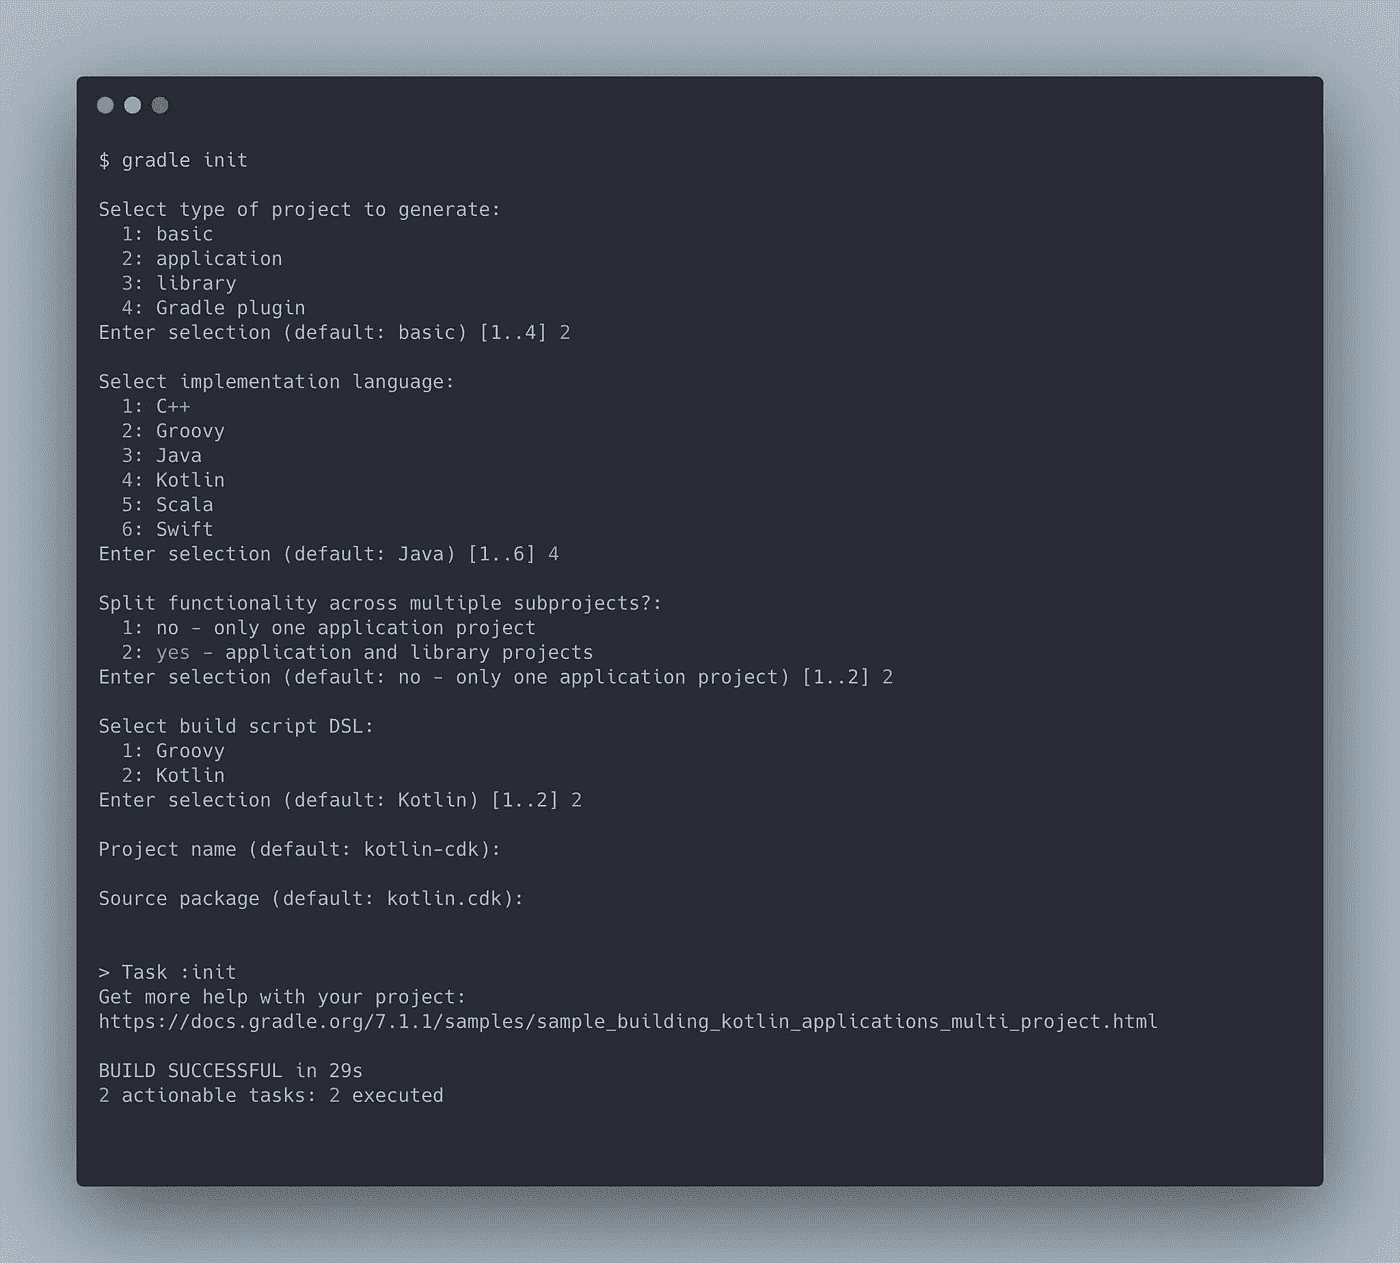 $ gradle init
Select type of project to generate:
1: basic
2: application
3: library
4: Gradle plugin
Enter selection (default: basic) [1..4] 2
Select implementation language:
1: C++
2: Groovy
3: Java
4: Kotlin
5: Scala
6: Swift
Enter selection (default: Java) [1..6] 4
Split functionality across multiple subprojects?:
1: no - only one application project
2: yes - application and library projects
Enter selection (default: no - only one application project) [1..2] 2
Select build script DSL:
1: Groovy
2: Kotlin
Enter selection (default: Kotlin) [1..2] 2
Project name (default: kotlin-cdk):
Source package (default: kotlin.cdk):
> Task :init
Get more help with your project:
https://docs.gradle.org/7.1.1/samples/sample_building_kotlin_applications_multi_project.html
BUILD SUCCESSFUL in 29s
2 actionable tasks: 2 executed